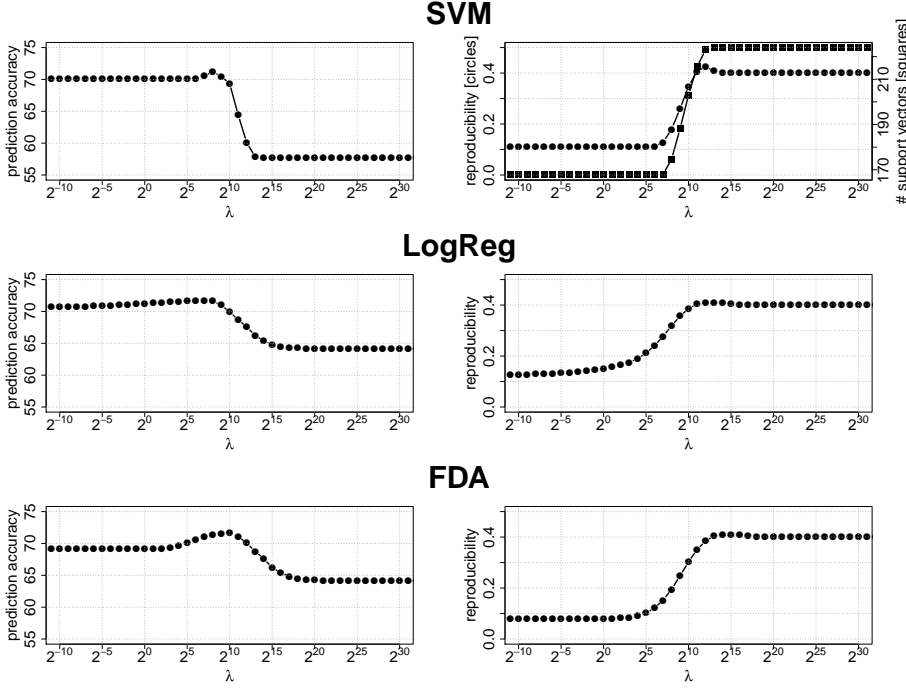 SVM
prediction accuracy
55 60 65 70 75
2^-10 2^-5 2^0 2^5 2^10 2^15 2^20 2^25 2^30
λ
reproducibility [circles]
0.0 0.2 0.4
2^-10 2^-5 2^0 2^5 2^10 2^15 2^20 2^25 2^30
λ
170 190 210
# support vectors [squares]
LogReg
prediction accuracy
55 60 65 70 75
2^-10 2^-5 2^0 2^5 2^10 2^15 2^20 2^25 2^30
λ
reproducibility
0.0 0.2 0.4
2^-10 2^-5 2^0 2^5 2^10 2^15 2^20 2^25 2^30
λ
FDA
prediction accuracy
55 60 65 70 75
2^-10 2^-5 2^0 2^5 2^10 2^15 2^20 2^25 2^30
λ
reproducibility
0.0 0.2 0.4
2^-10 2^-5 2^0 2^5 2^10 2^15 2^20 2^25 2^30
λ